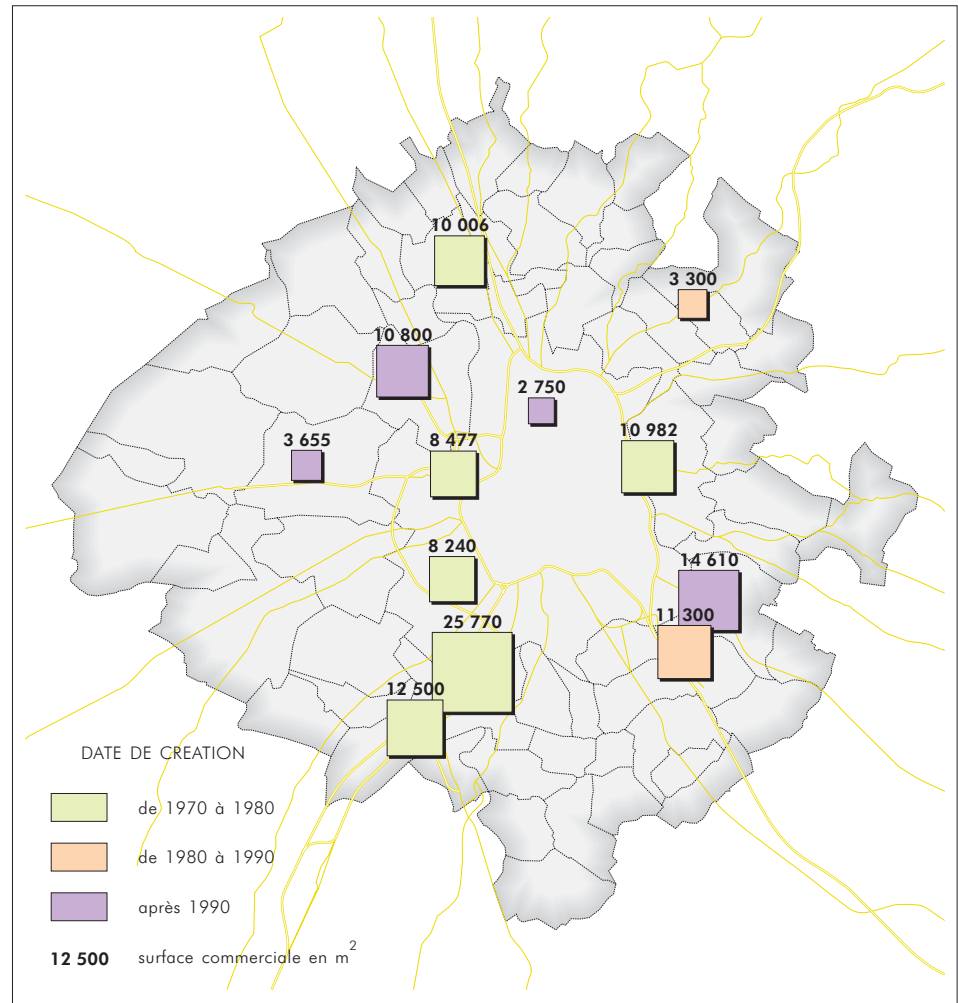 10 006
3 300
10 800
2 750
3 655
8 477
10 982
8 240
14 610
11 300
25 770
12 500
DATE DE CREATION
de 1970 à 1980
de 1980 à 1990
après 1990
12 500 surface commerciale en m²